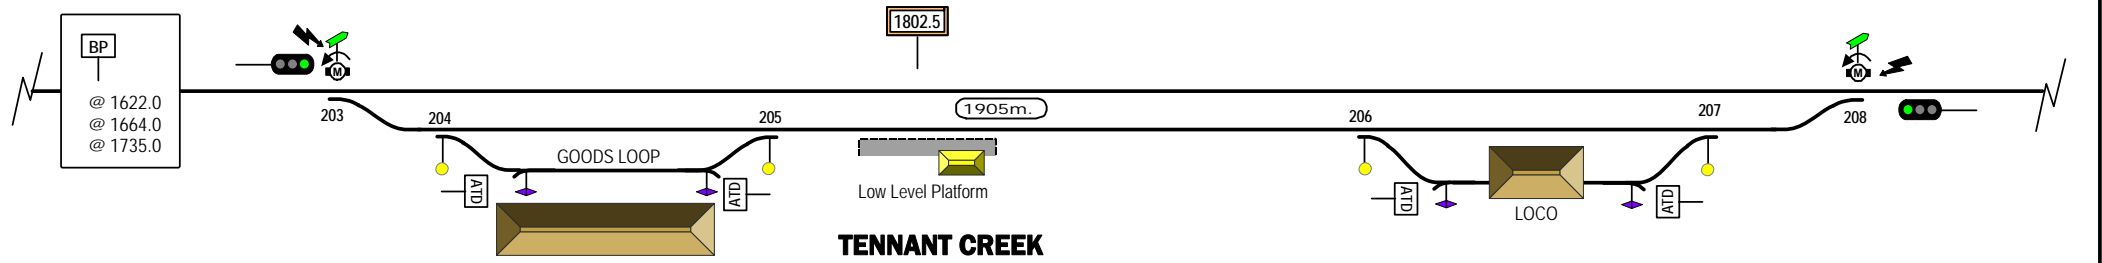 BP
@ 1622.0
@ 1664.0
@ 1735.0
M
203
204
GOODS LOOP
205
ATD
ATD
1802.5
1905m.
Low Level Platform
TENNANT CREEK
206
207
ATD
ATD
LOCO
M
208